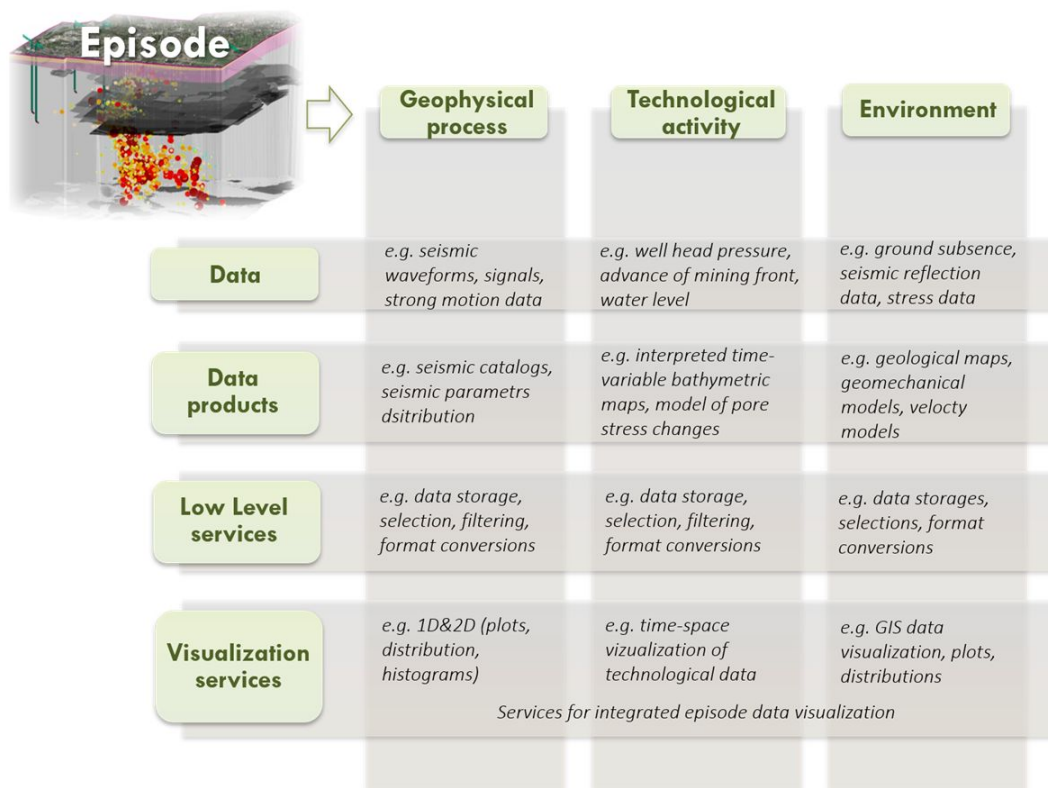 Episode
Geophysical
process
Technological
activity
Environment
Data
e.g. seismic
waveforms, signals,
strong motion data
e.g. well head pressure,
advance of mining front,
water level
e.g. ground subsence,
seismic reflection
data, stress data
Data
products
e.g. seismic catalogs,
seismic parametrs
dsitribution
e.g. interpreted time-
variable bathymetric
maps, model of pore
stress changes
e.g. geological maps,
geomechanical
models, velocty
models
Low Level
services
e.g. data storage,
selection, filtering,
format conversions
e.g. data storage,
selection, filtering,
format conversions
e.g. data storages,
selections, format
conversions
Visualization
services
e.g. 1D&2D (plots,
distribution,
histograms)
e.g. time-space
vizualization of
technological data
e.g. GIS data
visualization, plots,
distributions
Services for integrated episode data visualization